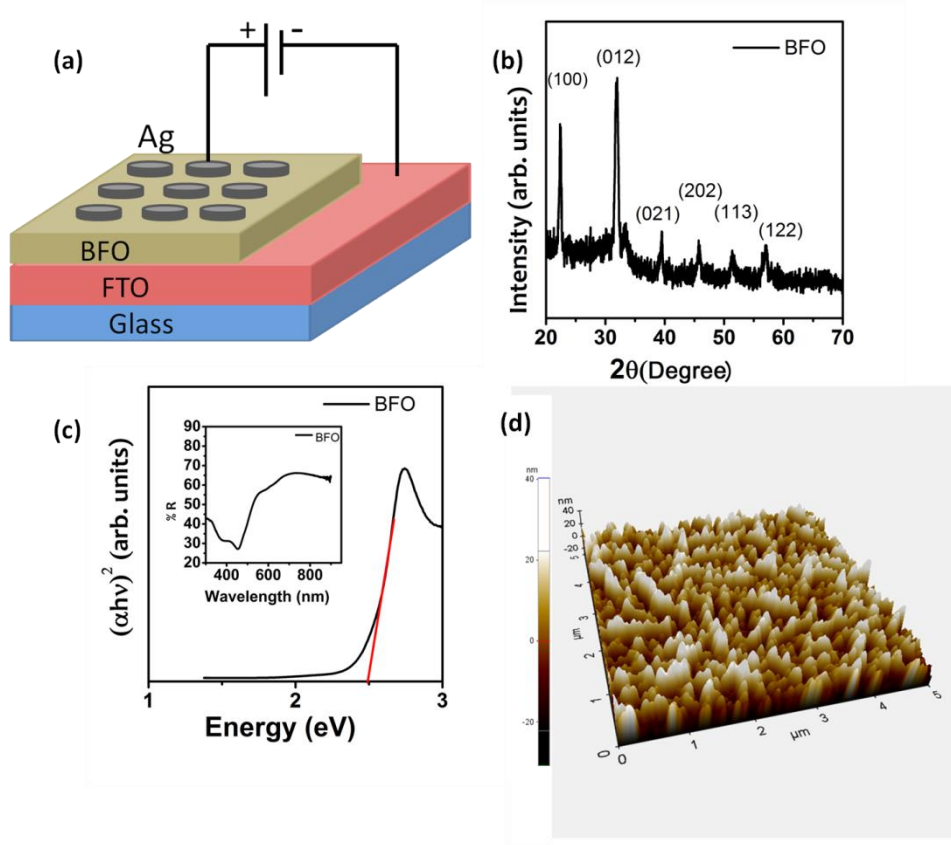 (a)
+ -
Ag
BFO
FTO
Glass
(b)
BFO
(100)
(012)
(021)
(202)
(113)
(122)
Intensity (arb. units)
20 30 40 50 60 70
2θ(Degree)
(c)
BFO
(αhν)² (arb. units)
BFO
% R
90
80
70
60
50
40
30
20
400 600 800
Wavelength (nm)
1 2 3
Energy (eV)
(d)
nm
40
20
0
-20
nm
40
20
0
-20
5
4
3
2
1
0
µm
0 1 2 3 4 5
µm